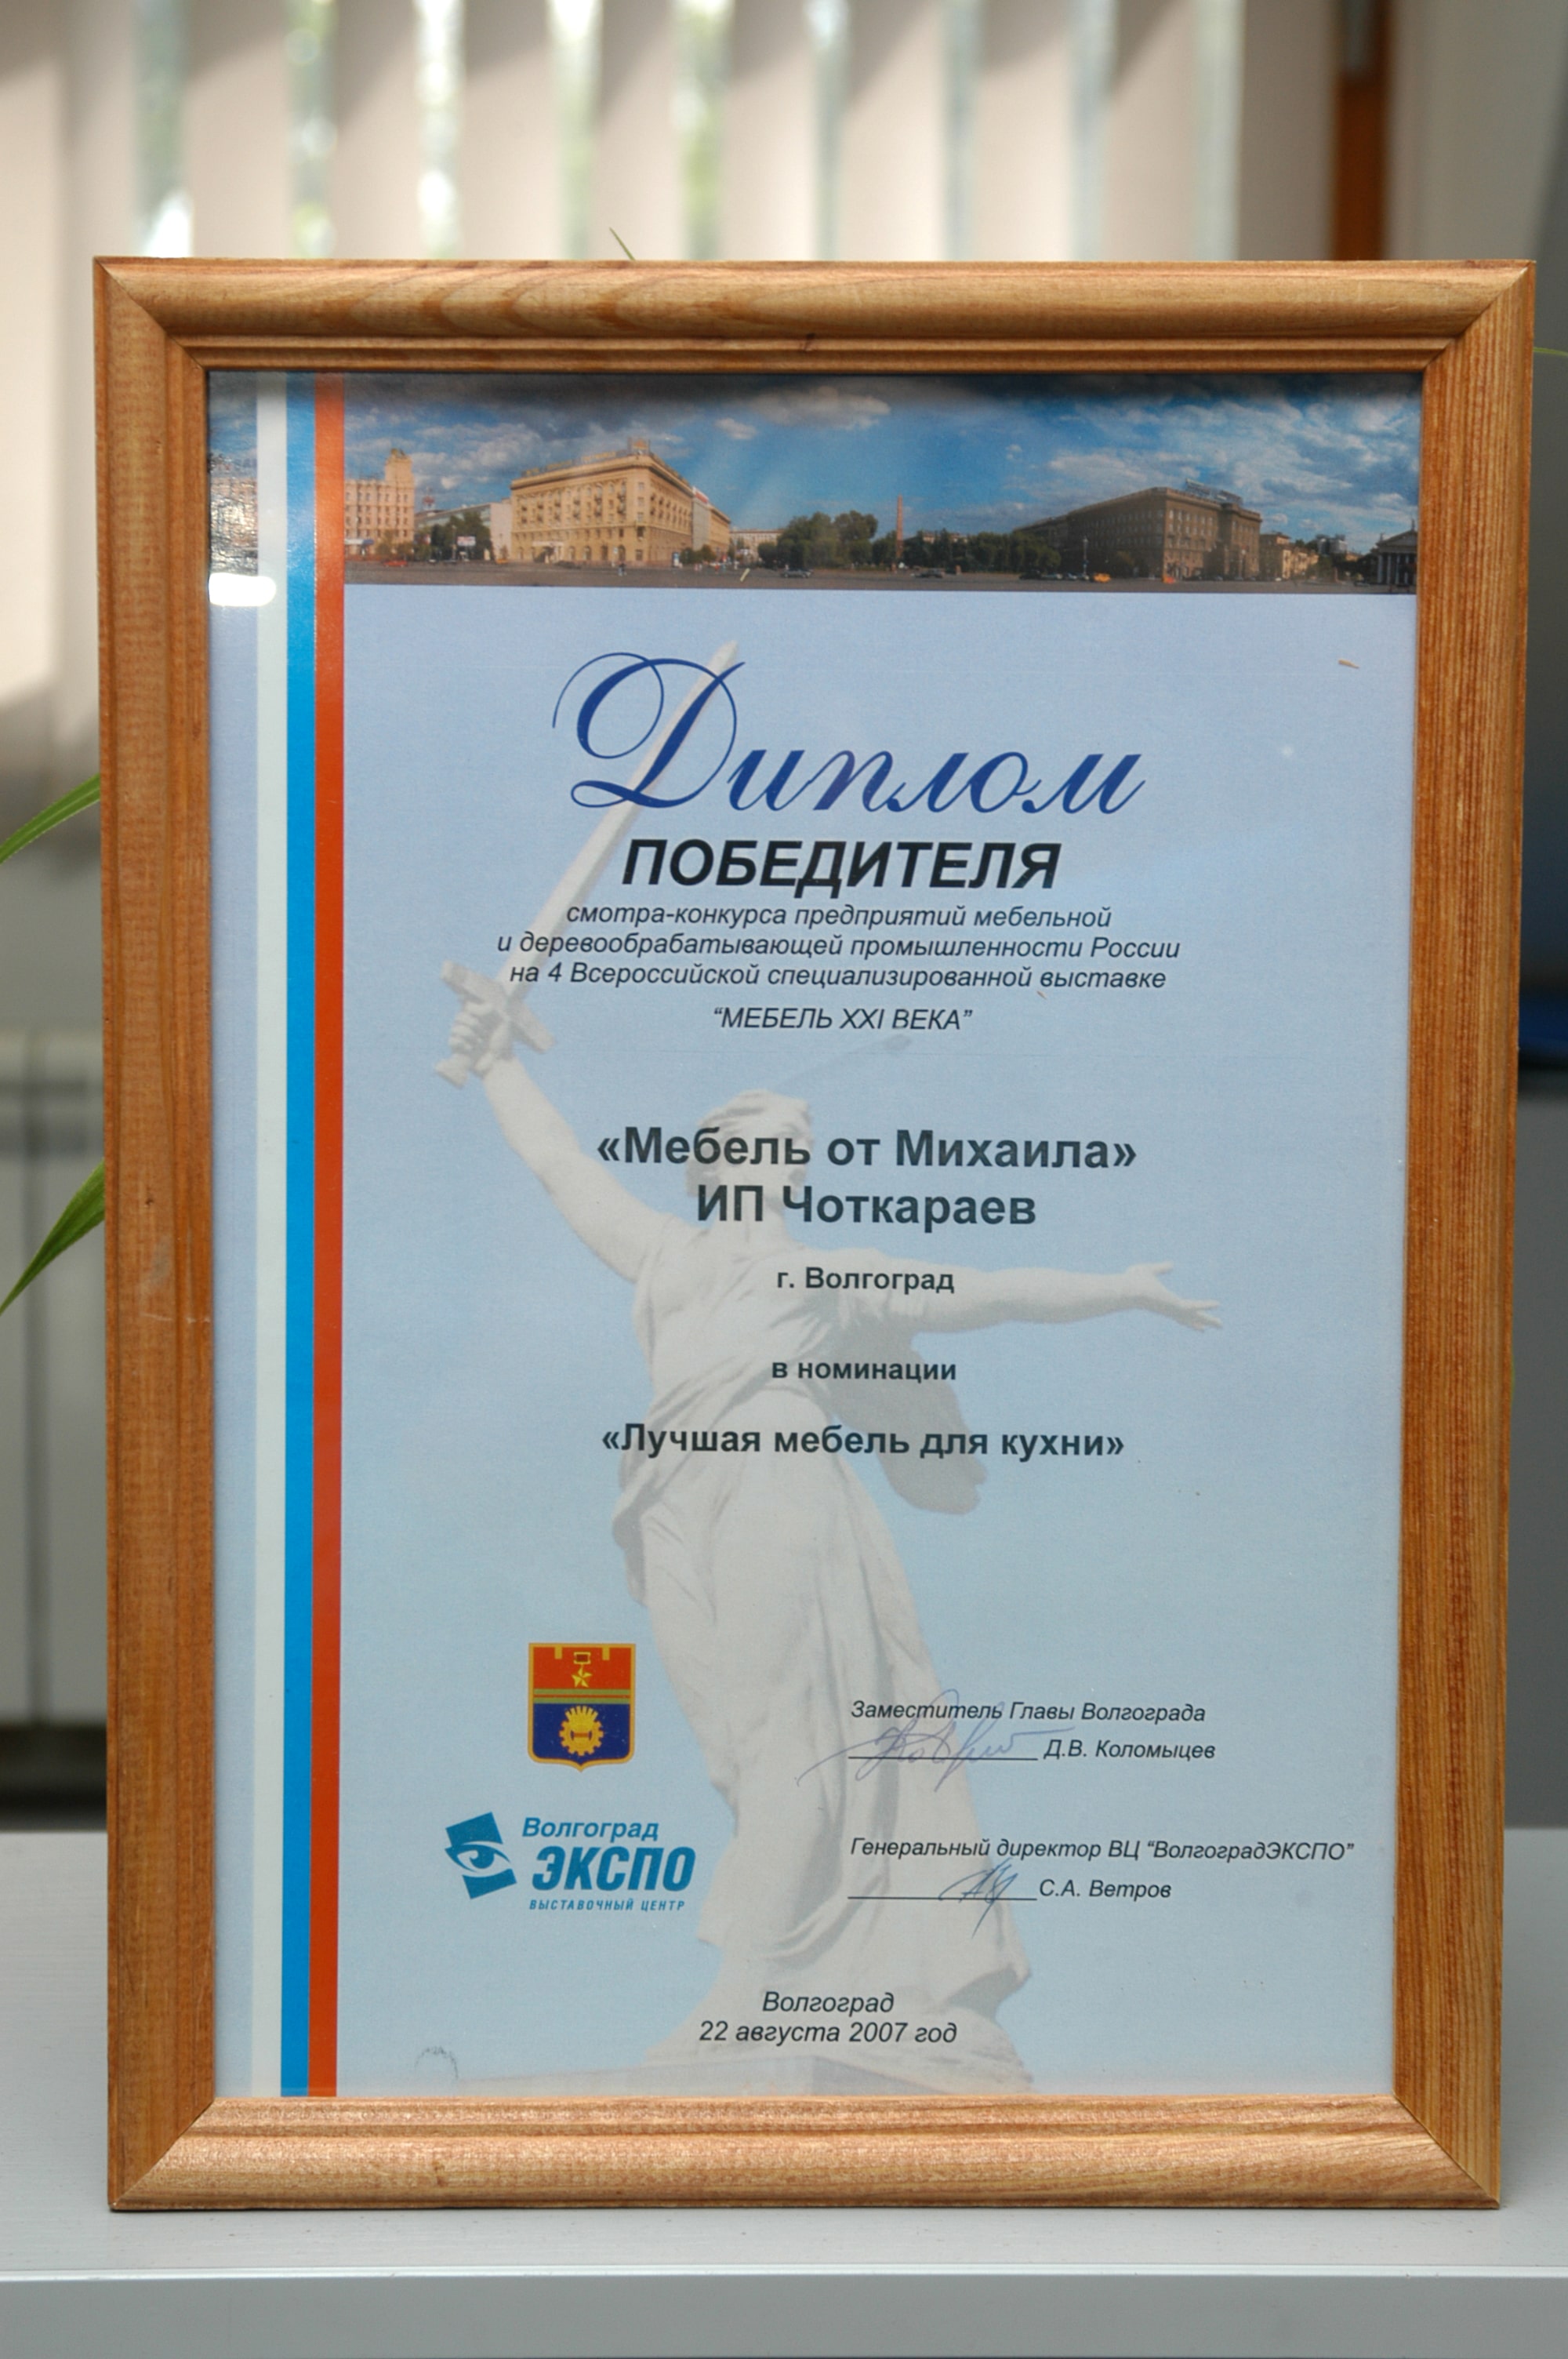 Диплом
ПОБЕДИТЕЛЯ
смотра-конкурса предприятий мебельной
и деревообрабатывающей промышленности России
на 4 Всероссийской специализированной выставке
“МЕБЕЛЬ XXI ВЕКА”
«Мебель от Михаила»
ИП Чоткараев
г. Волгоград
в номинации
«Лучшая мебель для кухни»
Заместитель Главы Волгограда
Д.В. Коломыцев
Волгоград
ЭКСПО
ВЫСТАВОЧНЫЙ ЦЕНТР
Генеральный директор ВЦ “ВолгоградЭКСПО”
С.А. Ветров
Волгоград
22 августа 2007 год